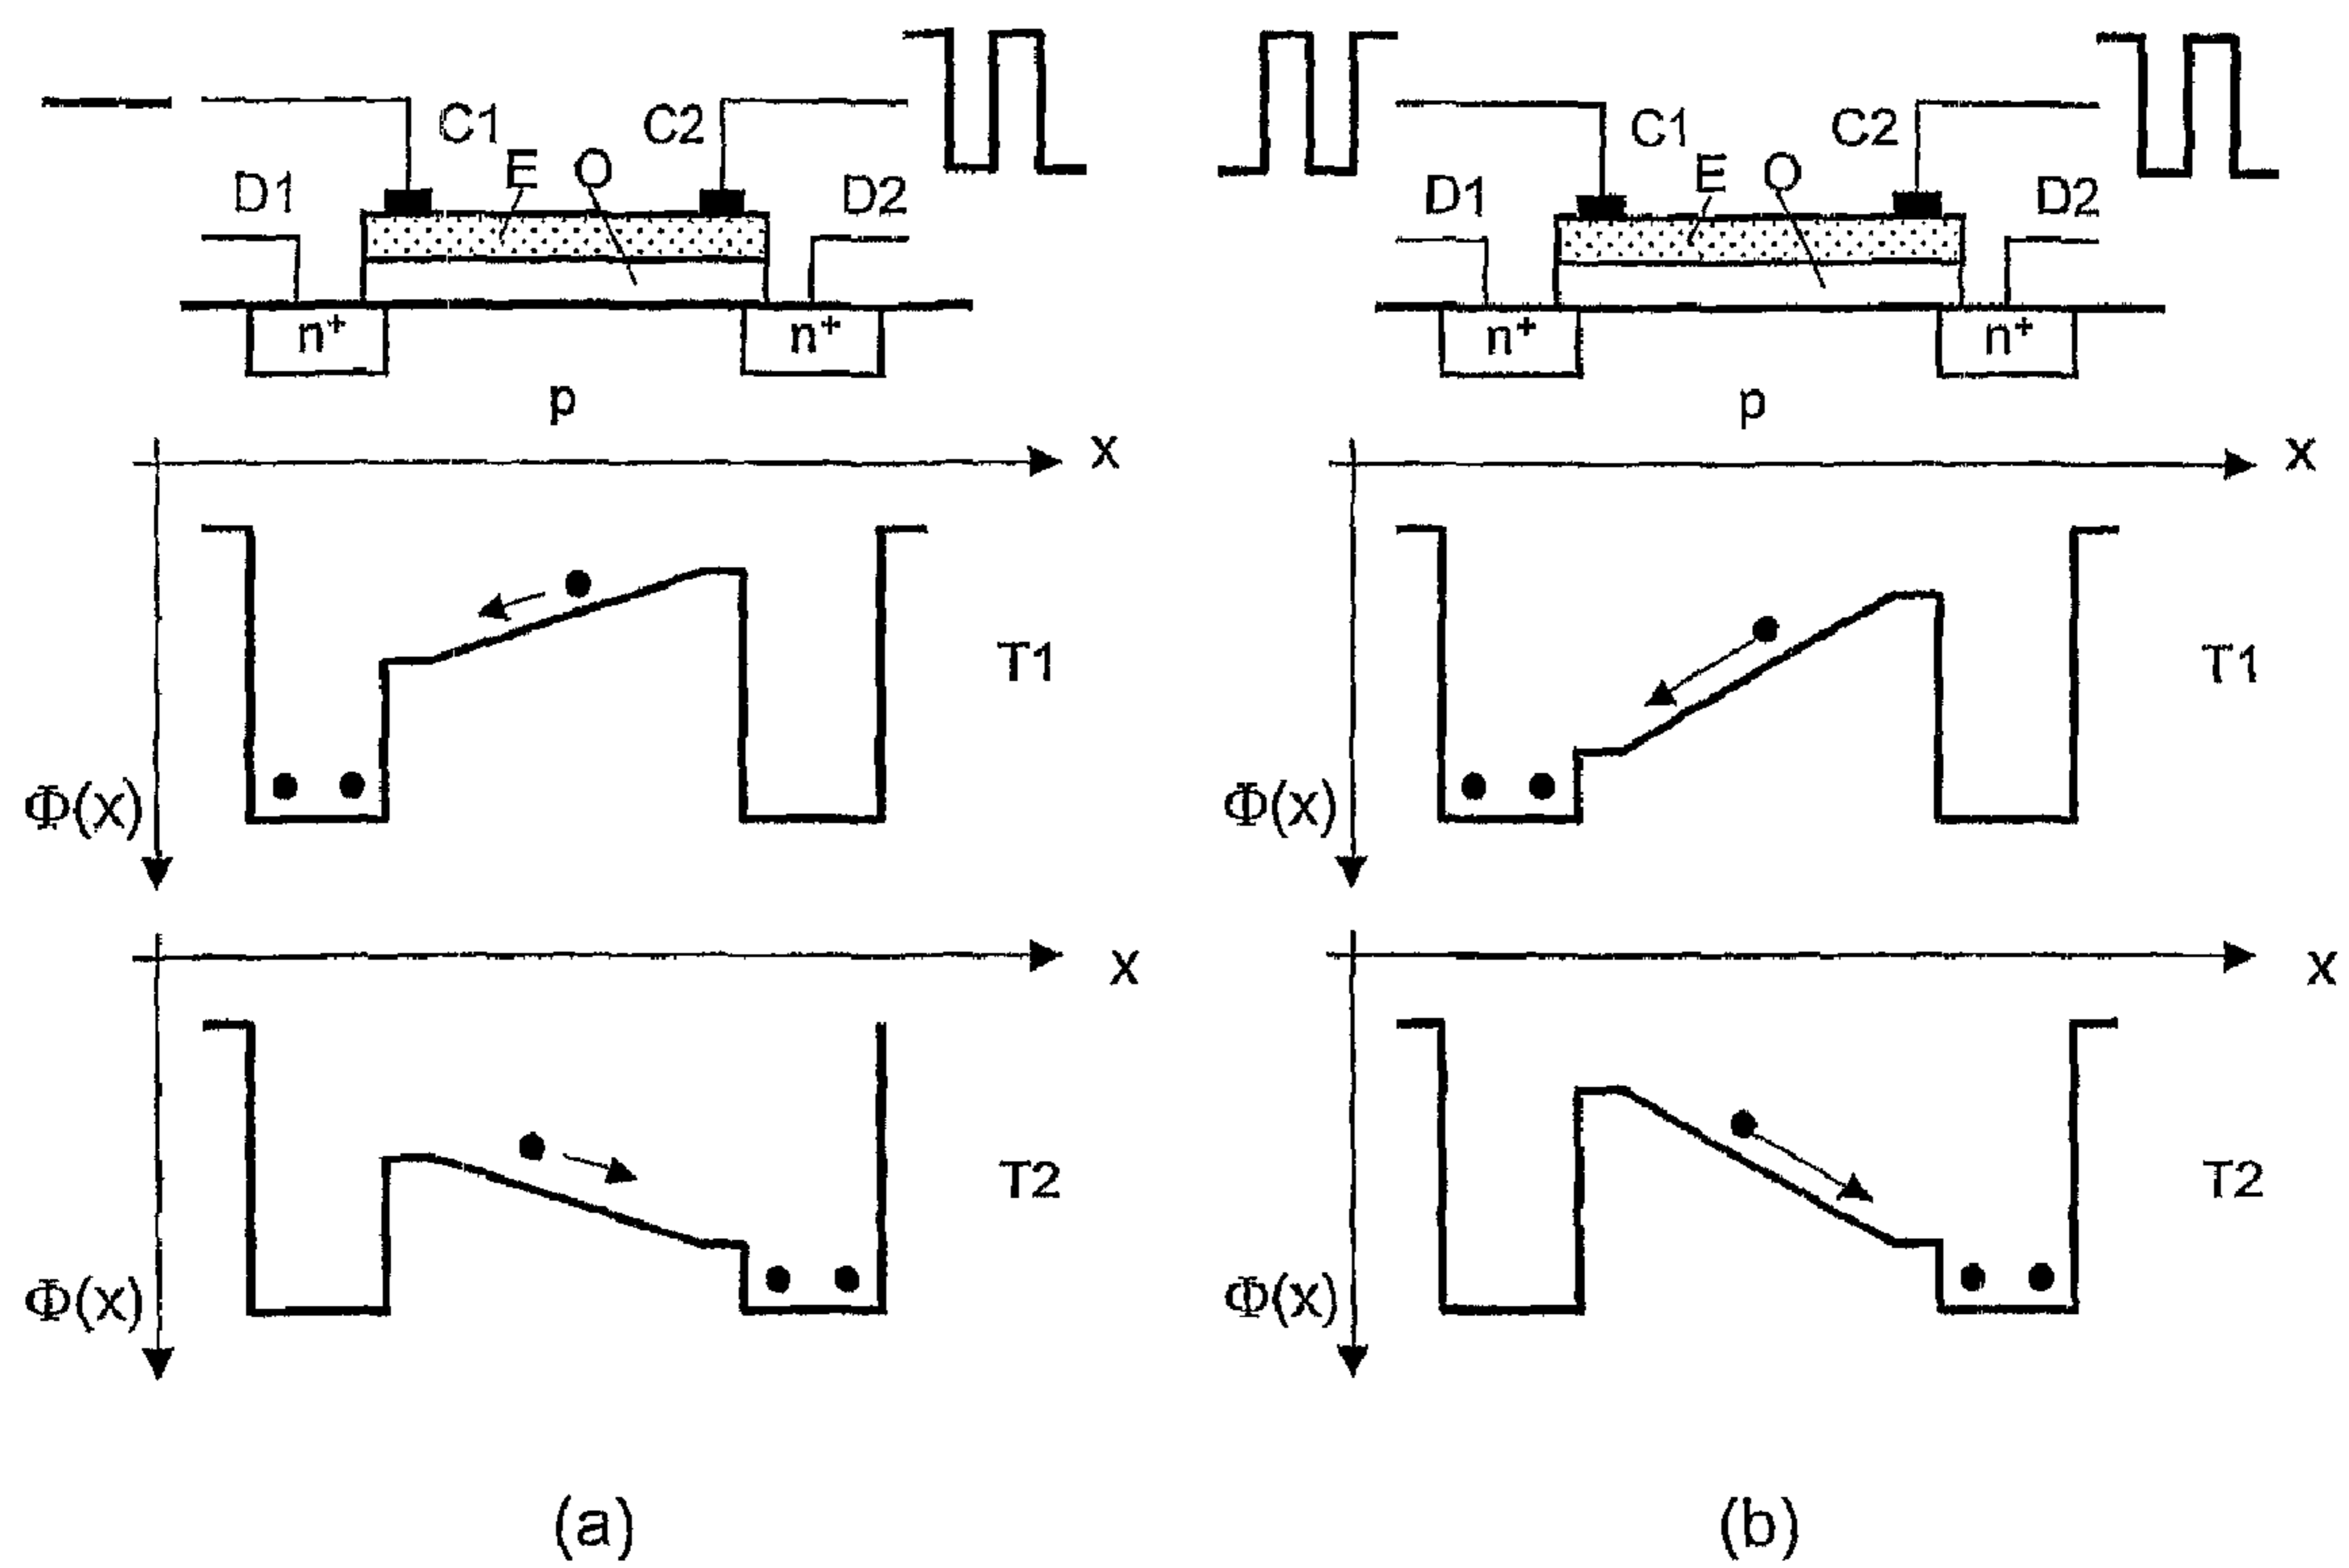 C1 C2 C1 C2
E O E O
D1 D2 D1 D2
n+ n+ n+ n+
p p
x x
T1 T1
Φ(x) Φ(x)
x x
T2 T2
Φ(x) Φ(x)
(a) (b)